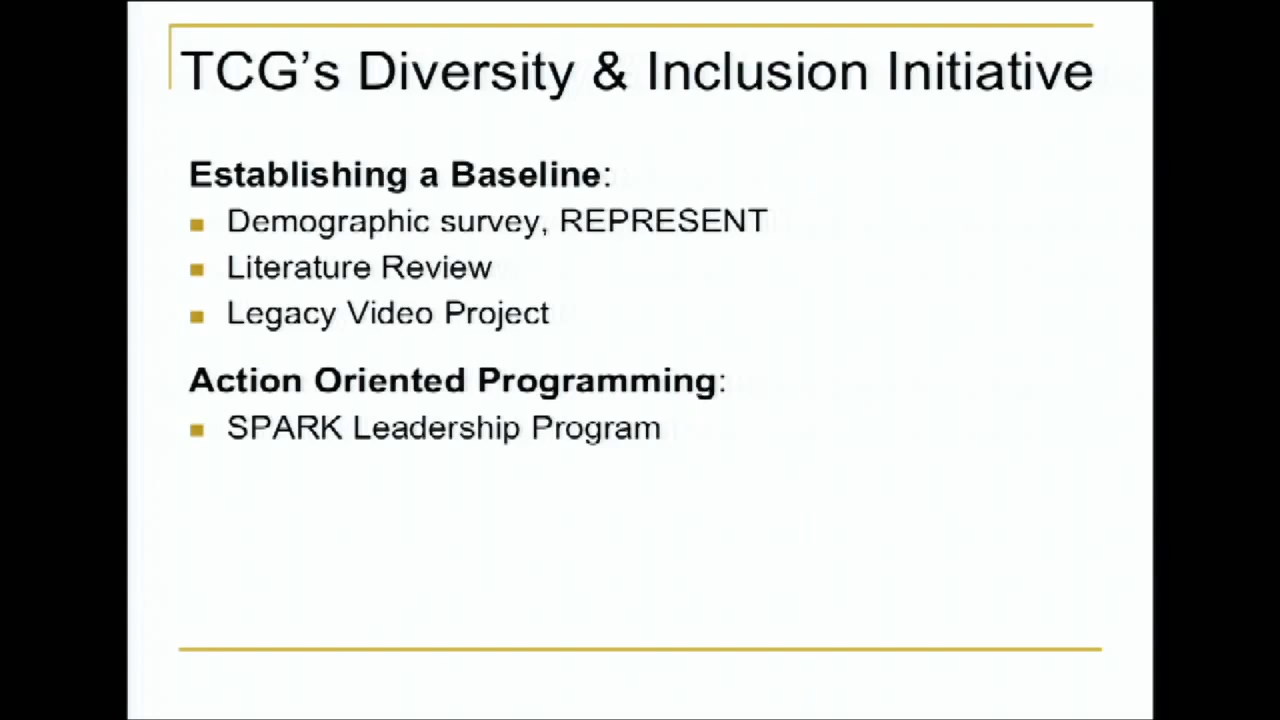 TCG’s Diversity & Inclusion Initiative
Establishing a Baseline:
Demographic survey, REPRESENT
Literature Review
Legacy Video Project
Action Oriented Programming:
SPARK Leadership Program